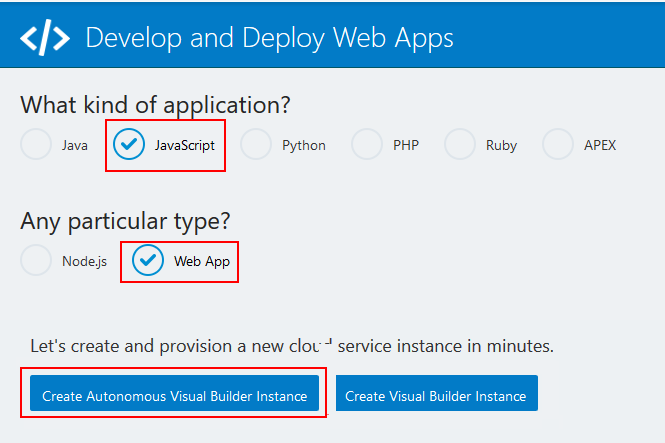 </> Develop and Deploy Web Apps
What kind of application?
Java JavaScript Python PHP Ruby APEX
Any particular type?
Node.js Web App
Let's create and provision a new cloud service instance in minutes.
Create Autonomous Visual Builder Instance Create Visual Builder Instance